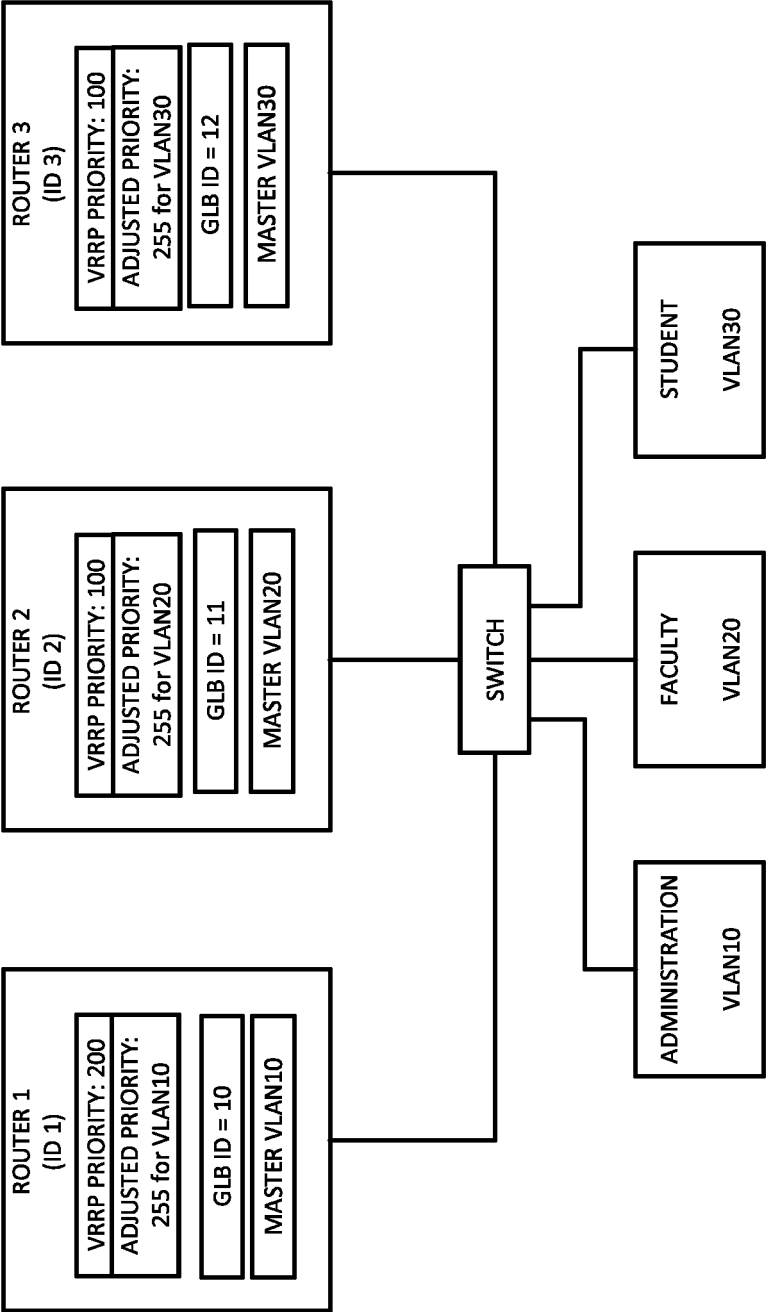 ROUTER 1
(ID 1)
VRRP PRIORITY: 200
ADJUSTED PRIORITY:
255 for VLAN10
GLB ID = 10
MASTER VLAN10
ROUTER 2
(ID 2)
VRRP PRIORITY: 100
ADJUSTED PRIORITY:
255 for VLAN20
GLB ID = 11
MASTER VLAN20
ROUTER 3
(ID 3)
VRRP PRIORITY: 100
ADJUSTED PRIORITY:
255 for VLAN30
GLB ID = 12
MASTER VLAN30
SWITCH
ADMINISTRATION
VLAN10
FACULTY
VLAN20
STUDENT
VLAN30